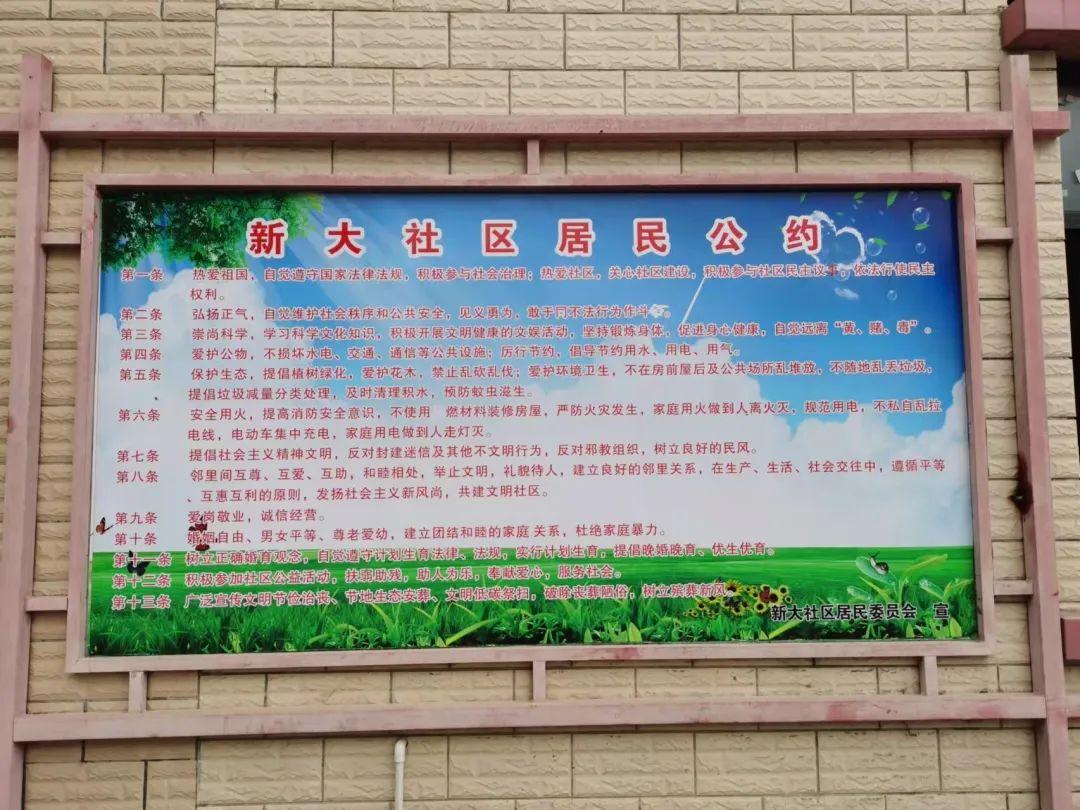 新大社区居民公约
第一条 热爱祖国，自觉遵守国家法律法规，积极参与社会治理；热爱社区，关心社区建设，积极参与社区民主议事，依法行使民主
权利。
第二条 弘扬正气，自觉维护社会秩序和公共安全，见义勇为，敢于同不法行为作斗争。
第三条 崇尚科学，学习科学文化知识，积极开展文明健康的文娱活动，坚持锻炼身体，促进身心健康，自觉远离“黄、赌、毒”。
第四条 爱护公物，不损坏水电、交通、通信等公共设施；厉行节约，倡导节约用水、用电、用气。
第五条 保护生态，提倡植树绿化，爱护花木，禁止乱砍乱伐；爱护环境卫生，不在房前屋后及公共场所乱堆放，不随地乱丢垃圾，
提倡垃圾减量分类处理，及时清理积水，预防蚊虫滋生。
第六条 安全用火，提高消防安全意识，不使用 燃材料装修房屋，严防火灾发生，家庭用火做到人离火灭，规范用电，不私自乱拉
电线，电动车集中充电，家庭用电做到人走灯灭。
第七条 提倡社会主义精神文明，反对封建迷信及其他不文明行为，反对邪教组织，树立良好的民风。
第八条 邻里间互尊、互爱、互助，和睦相处，举止文明，礼貌待人，建立良好的邻里关系，在生产、生活、社会交往中，遵循平等
、互惠互利的原则，发扬社会主义新风尚，共建文明社区。
第九条 爱岗敬业，诚信经营。
第十条 婚姻自由、男女平等、尊老爱幼，建立团结和睦的家庭关系，杜绝家庭暴力。
第十一条 树立正确婚育观念，自觉遵守计划生育法律、法规，实行计划生育，提倡晚婚晚育、优生优育。
第十二条 积极参加社区公益活动，扶弱助残，助人为乐，奉献爱心，服务社会。
第十三条 广泛宣传文明节俭治丧、节地生态安葬、文明低碳祭扫，破除丧葬陋俗，树立殡葬新风
新大社区居民委员会 宣